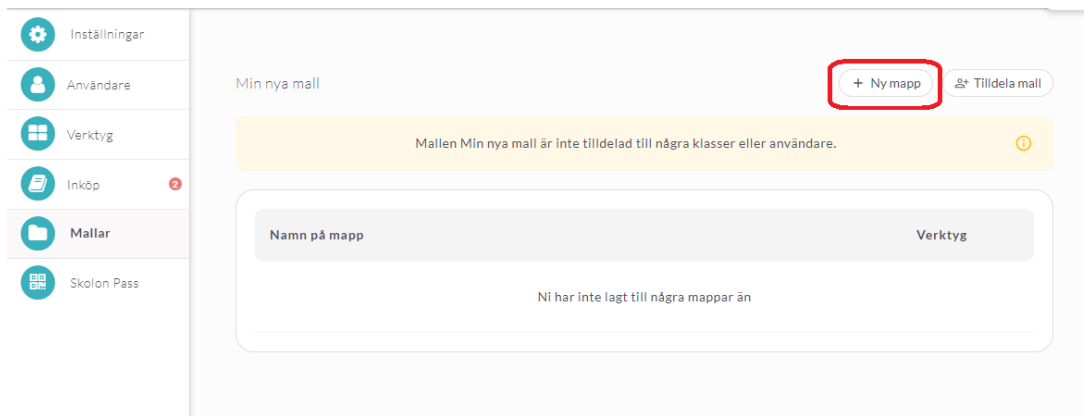 Inställningar
Användare
Verktyg
Inköp 2
Mallar
Skolon Pass
Min nya mall
+ Ny mapp
Tilldela mall
Mallen Min nya mall är inte tilldelad till några klasser eller användare.
Namn på mapp Verktyg
Ni har inte lagt till några mappar än